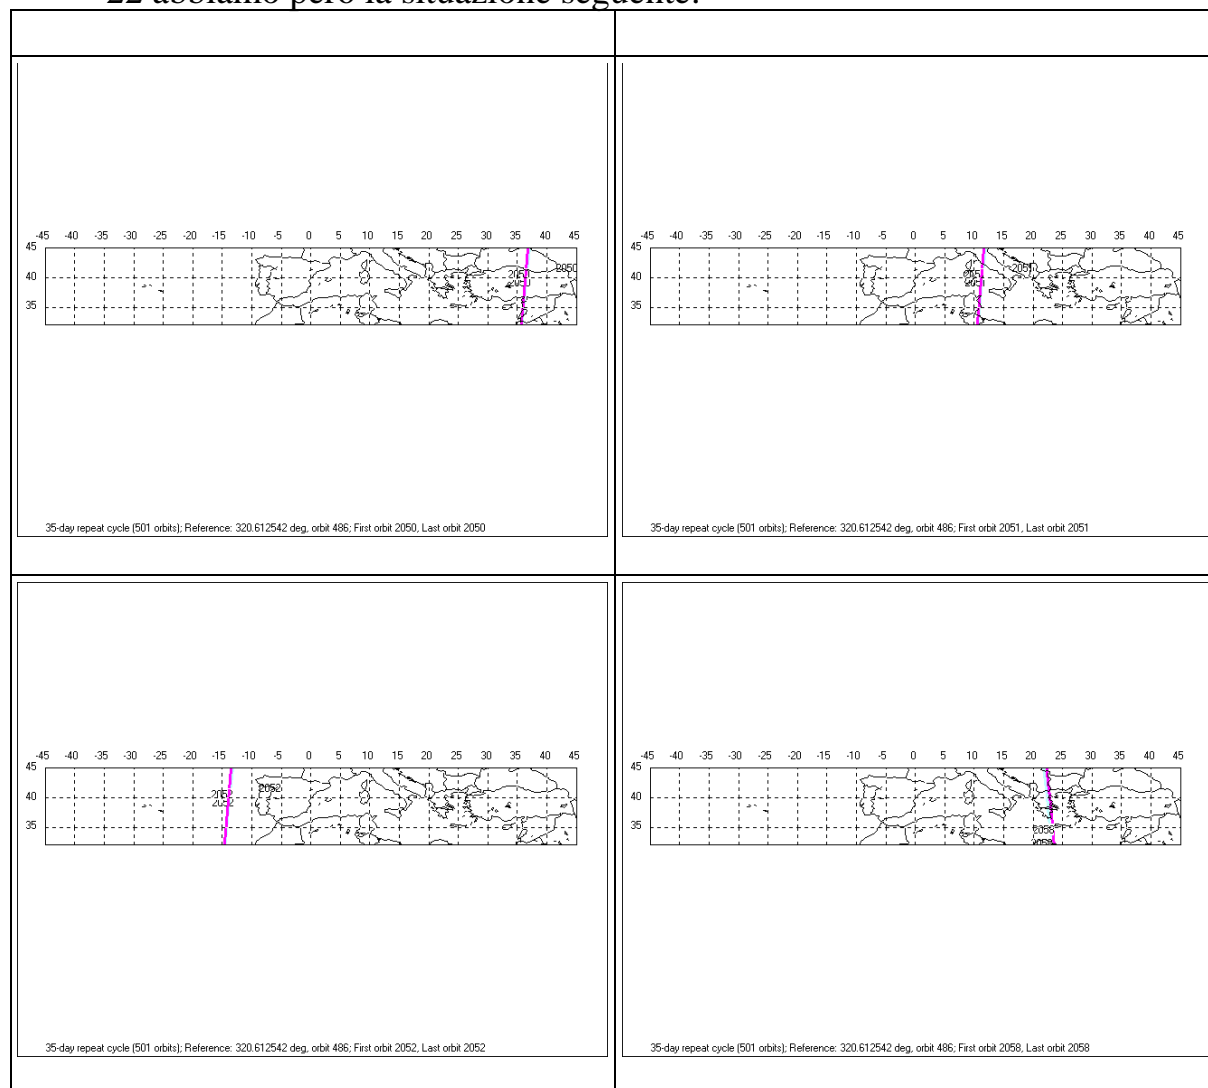 22 abbiamo però la situazione seguente:
-45 -40 -35 -30 -25 -20 -15 -10 -5 0 5 10 15 20 25 30 35 40 45
45
2050
2050
40
2050
35
35-day repeat cycle (501 orbits); Reference: 320.612542 deg, orbit 486; First orbit 2050, Last orbit 2050
-45 -40 -35 -30 -25 -20 -15 -10 -5 0 5 10 15 20 25 30 35 40 45
45
2051
40
35
35-day repeat cycle (501 orbits); Reference: 320.612542 deg, orbit 486; First orbit 2051, Last orbit 2051
-45 -40 -35 -30 -25 -20 -15 -10 -5 0 5 10 15 20 25 30 35 40 45
45
2052
2052
40
2052
35
35-day repeat cycle (501 orbits); Reference: 320.612542 deg, orbit 486; First orbit 2052, Last orbit 2052
-45 -40 -35 -30 -25 -20 -15 -10 -5 0 5 10 15 20 25 30 35 40 45
45
40
35
2058
2058
35-day repeat cycle (501 orbits); Reference: 320.612542 deg, orbit 486; First orbit 2058, Last orbit 2058